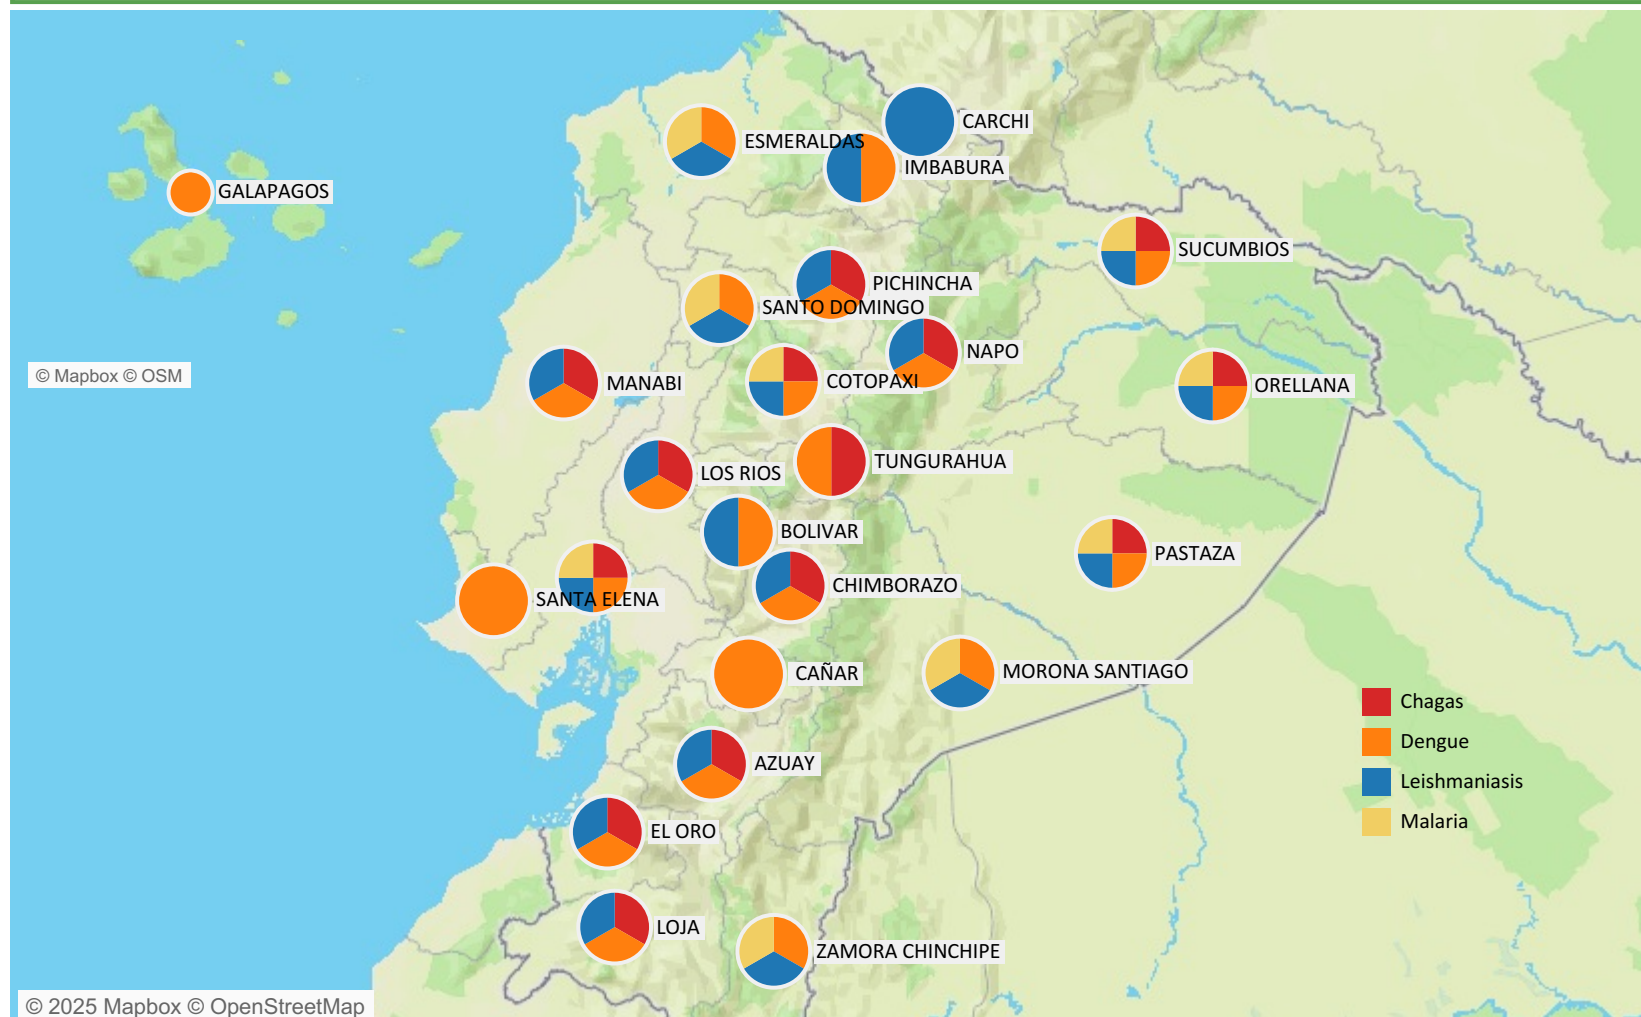 CARCHI
ESMERALDAS
IMBABURA
GALAPAGOS
SUCUMBIOS
PICHINCHA
SANTO DOMINGO
NAPO
© Mapbox © OSM
MANABI
COTOPAXI
ORELLANA
TUNGURAHUA
LOS RIOS
BOLIVAR
PASTAZA
CHIMBORAZO
SANTA ELENA
CAÑAR
MORONA SANTIAGO
Chagas
Dengue
AZUAY
Leishmaniasis
Malaria
EL ORO
LOJA
ZAMORA CHINCHIPE
© 2025 Mapbox © OpenStreetMap